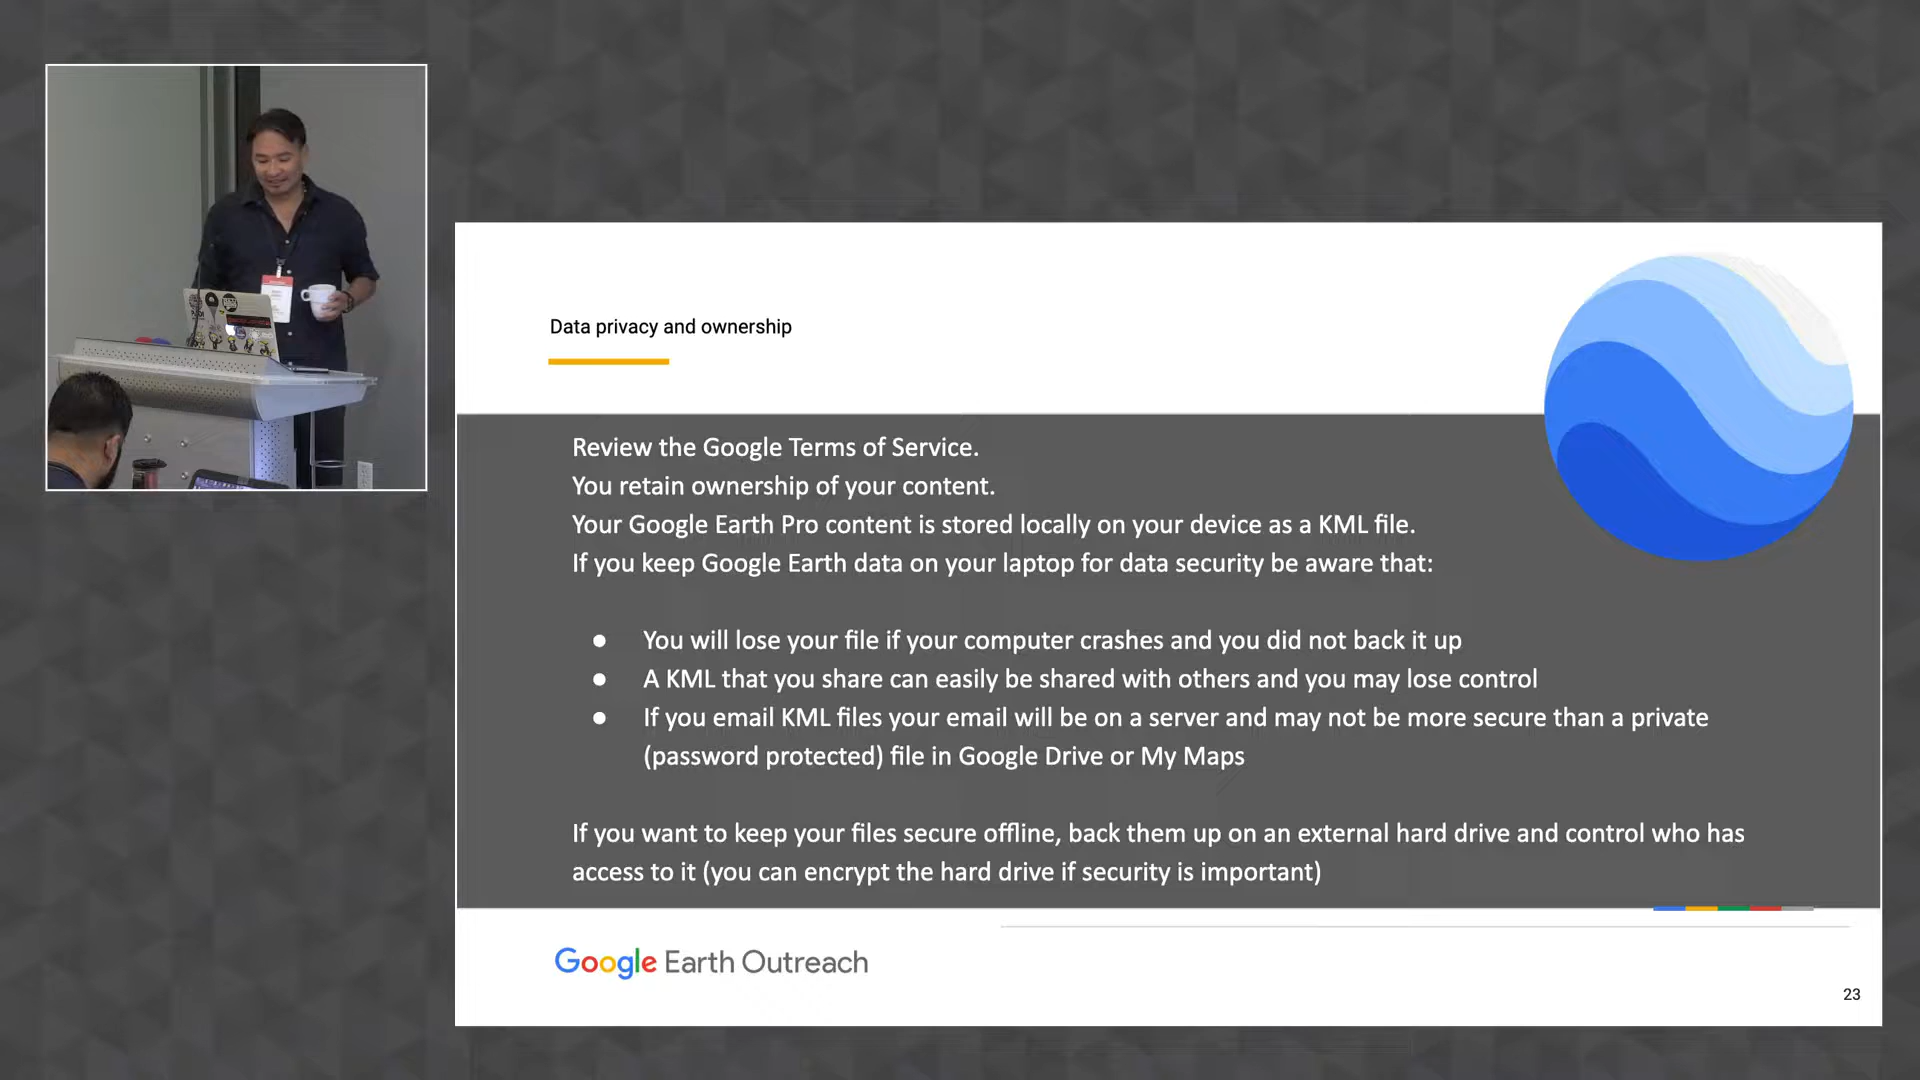 Data privacy and ownership
Review the Google Terms of Service.
You retain ownership of your content.
Your Google Earth Pro content is stored locally on your device as a KML file.
If you keep Google Earth data on your laptop for data security be aware that:
● You will lose your file if your computer crashes and you did not back it up
● A KML that you share can easily be shared with others and you may lose control
● If you email KML files your email will be on a server and may not be more secure than a private
(password protected) file in Google Drive or My Maps
If you want to keep your files secure offline, back them up on an external hard drive and control who has
access to it (you can encrypt the hard drive if security is important)
Google Earth Outreach
23